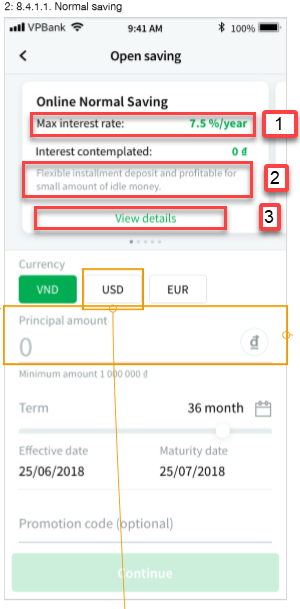 2: 8.4.1.1. Normal saving
VPBank 9:41 AM 100%
Open saving
Online Normal Saving
Max interest rate: 7.5 %/year 1
Interest contemplated: 0 ₫
Flexible installment deposit and profitable for 2
small amount of idle money.
View details 3
Currency
VND USD EUR
Principal amount
0 ₫
Minimum amount 1 000 000 ₫
Term 36 month
Effective date Maturity date
25/06/2018 25/07/2018
Promotion code (optional)
Continue